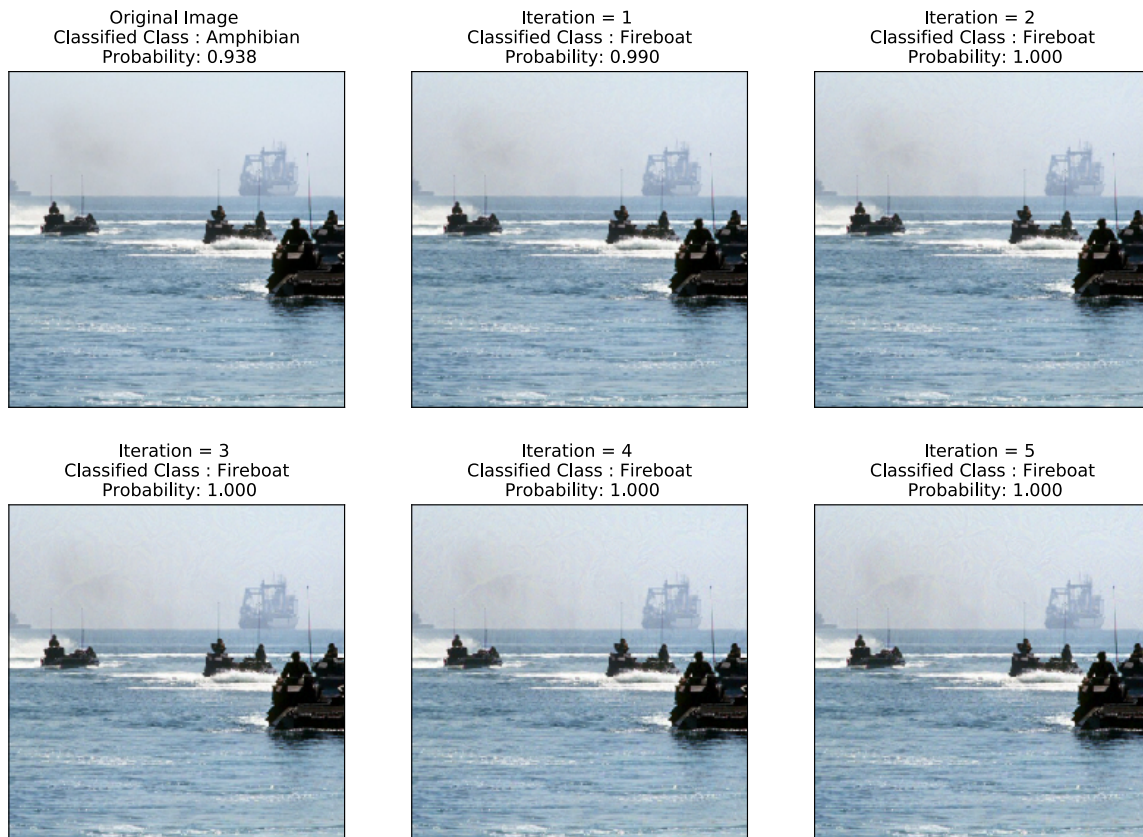 Original Image
Classified Class : Amphibian
Probability: 0.938
Iteration = 1
Classified Class : Fireboat
Probability: 0.990
Iteration = 2
Classified Class : Fireboat
Probability: 1.000
Iteration = 3
Classified Class : Fireboat
Probability: 1.000
Iteration = 4
Classified Class : Fireboat
Probability: 1.000
Iteration = 5
Classified Class : Fireboat
Probability: 1.000